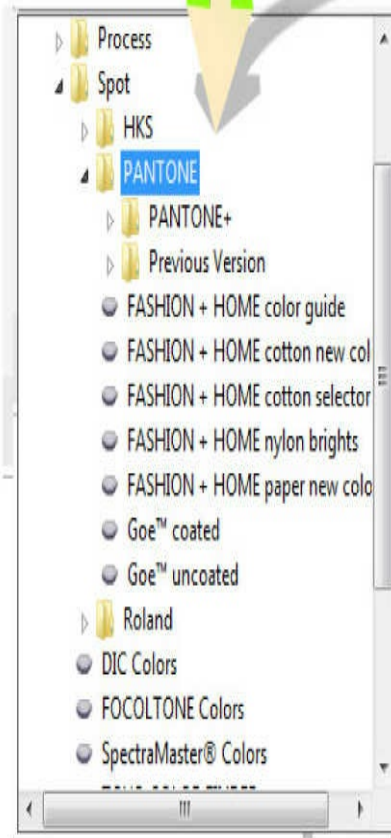 Process
Spot
HKS
PANTONE
PANTONE+
Previous Version
FASHION + HOME color guide
FASHION + HOME cotton new col
FASHION + HOME cotton selector
FASHION + HOME nylon brights
FASHION + HOME paper new colo
Goe™ coated
Goe™ uncoated
Roland
DIC Colors
FOCOLTONE Colors
SpectraMaster® Colors